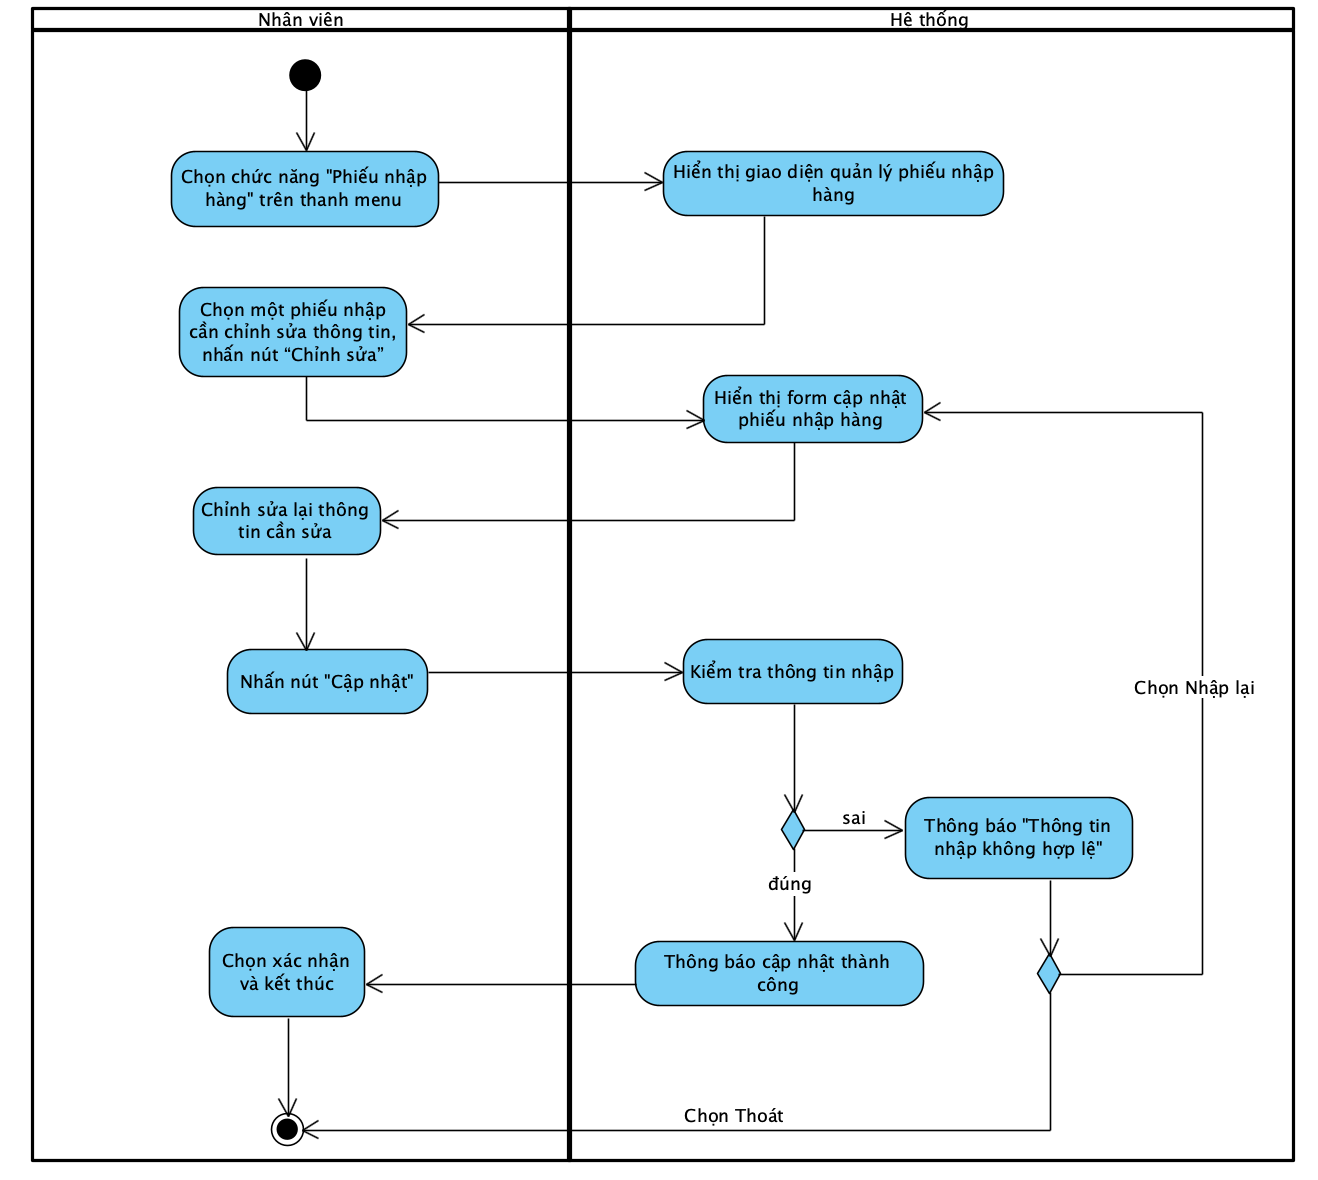 Nhân viên
Hê thống
Chọn chức năng "Phiếu nhập
hàng" trên thanh menu
Hiển thị giao diện quản lý phiếu nhập
hàng
Chọn một phiếu nhập
cần chỉnh sửa thông tin,
nhấn nút “Chỉnh sửa”
Hiển thị form cập nhật
phiếu nhập hàng
Chỉnh sửa lại thông
tin cần sửa
Nhấn nút "Cập nhật"
Kiểm tra thông tin nhập
Chọn Nhập lại
sai
Thông báo "Thông tin
nhập không hợp lệ"
đúng
Chọn xác nhận
và kết thúc
Thông báo cập nhật thành
công
Chọn Thoát